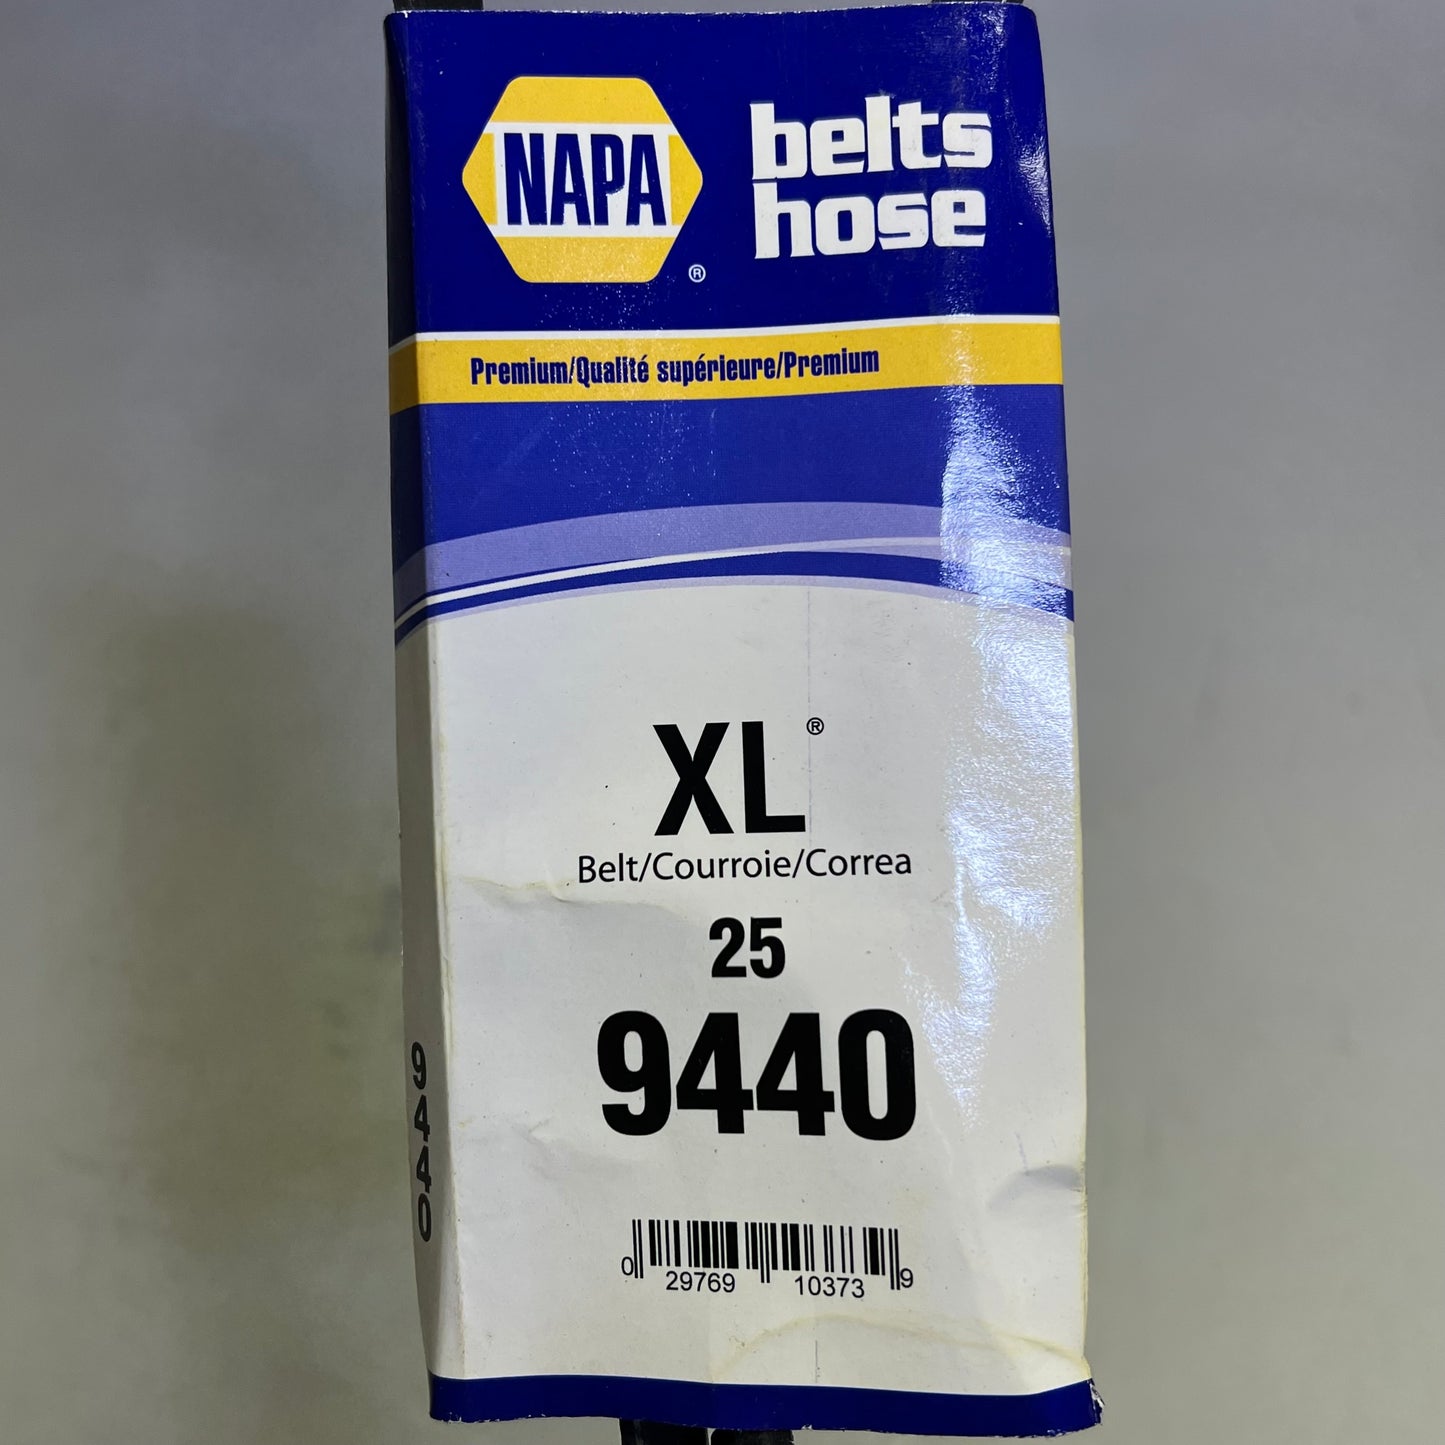 NAPA
®
belts
hose
Premium/Qualité supérieure/Premium
XL®
Belt/Courroie/Correa
25
9440
9440
0 29769 10373 9